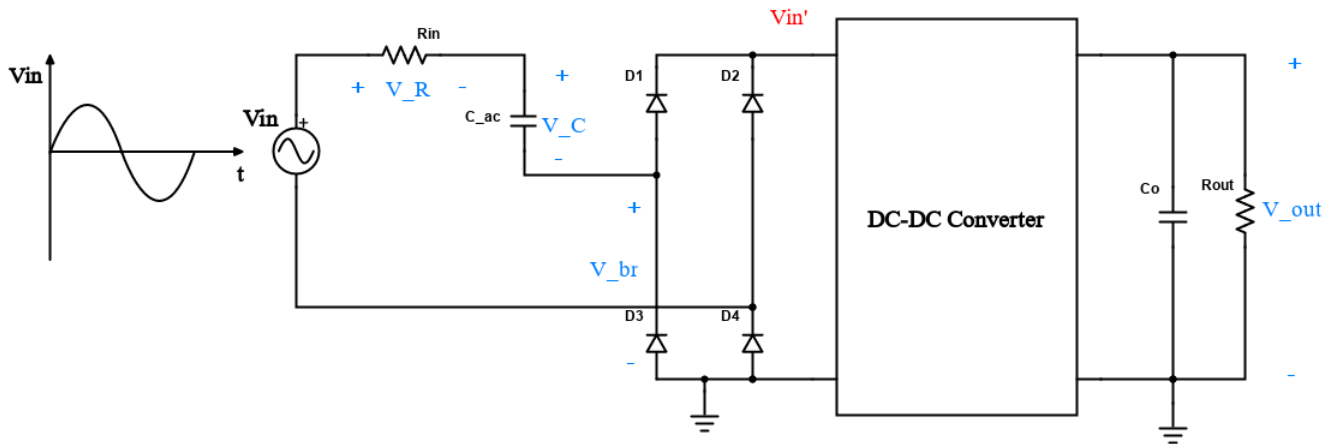 Vin
t
Vin
+
Rin
+ V_R -
C_ac
+
V_C
-
D1
D2
Vin'
+
V_br
-
D3
D4
DC-DC Converter
Co
Rout
+
V_out
-